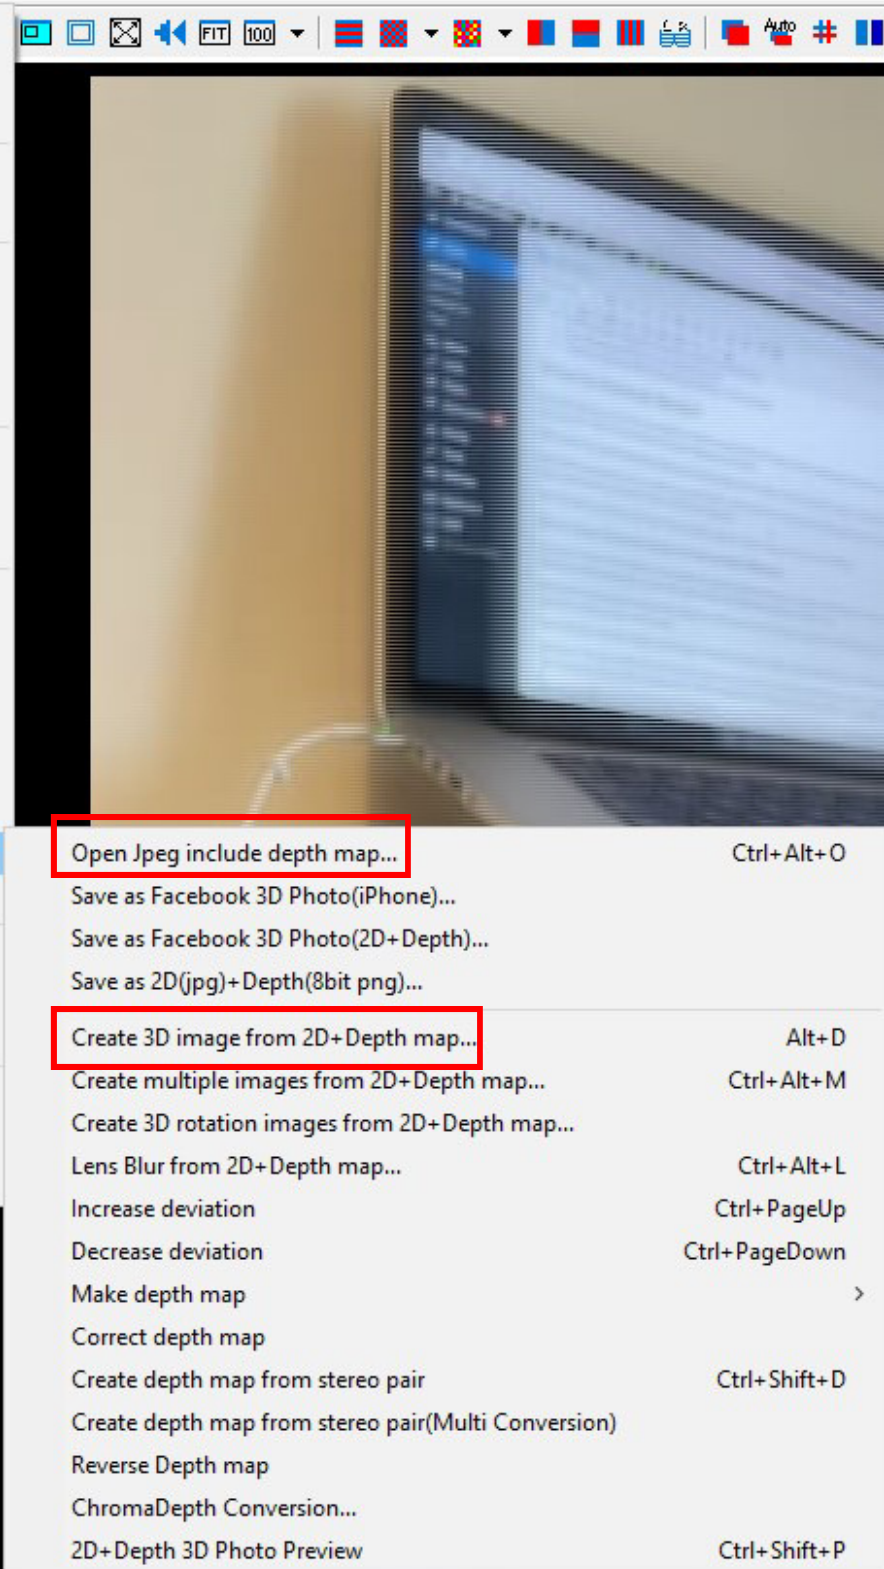 FIT 100 L R Auto
Open Jpeg include depth map... Ctrl+Alt+O
Save as Facebook 3D Photo(iPhone)...
Save as Facebook 3D Photo(2D+Depth)...
Save as 2D(jpg)+Depth(8bit png)...
Create 3D image from 2D+Depth map... Alt+D
Create multiple images from 2D+Depth map... Ctrl+Alt+M
Create 3D rotation images from 2D+Depth map...
Lens Blur from 2D+Depth map... Ctrl+Alt+L
Increase deviation Ctrl+PageUp
Decrease deviation Ctrl+PageDown
Make depth map
Correct depth map
Create depth map from stereo pair Ctrl+Shift+D
Create depth map from stereo pair(Multi Conversion)
Reverse Depth map
ChromaDepth Conversion...
2D+Depth 3D Photo Preview Ctrl+Shift+P